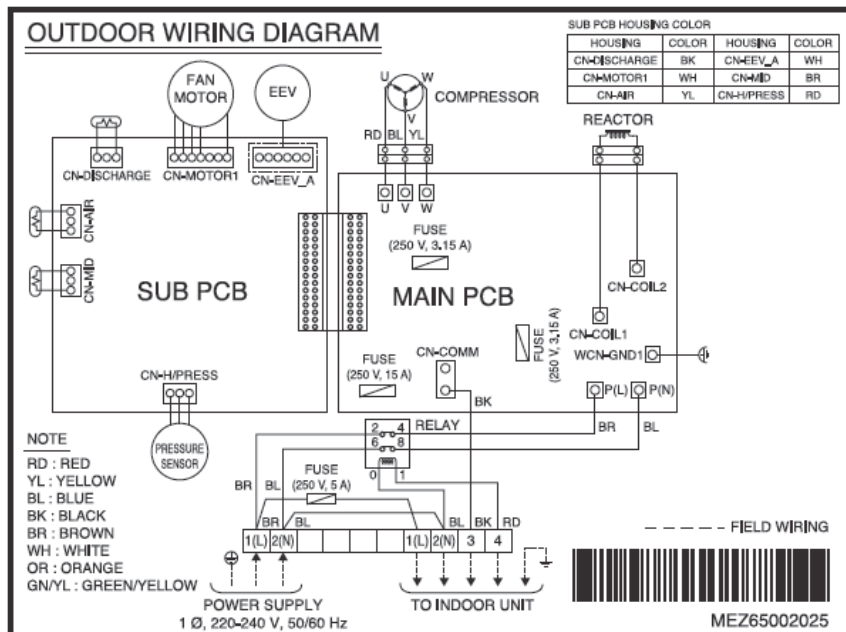 OUTDOOR WIRING DIAGRAM
SUB PCB HOUSING COLOR
HOUSING COLOR HOUSING COLOR
CN-DISCHARGE BK CN-EEV_A WH
CN-MOTOR1 WH CN-MID BR
CN-AIR YL CN-H/PRESS RD
FAN
MOTOR
EEV
U W
V
COMPRESSOR
RD BL YL
REACTOR
CN-DISCHARGE CN-MOTOR1 CN-EEV_A
U V W
CN-AIR
CN-MID
FUSE
(250 V, 3.15 A)
SUB PCB
MAIN PCB
CN-COIL2
CN-COIL1
FUSE
(250 V, 3.15 A)
WCN-GND1
FUSE
(250 V, 15 A)
CN-COMM
BK
P(L) P(N)
BR BL
CN-H/PRESS
PRESSURE
SENSOR
2 4 RELAY
6 8
0 1
NOTE
RD : RED
YL : YELLOW
BL : BLUE
BK : BLACK
BR : BROWN
WH : WHITE
OR : ORANGE
GN/YL : GREEN/YELLOW
BR BL
FUSE
(250 V, 5 A)
BR BL BL BK RD
1(L) 2(N) 1(L) 2(N) 3 4
POWER SUPPLY
1 Ø, 220-240 V, 50/60 Hz
TO INDOOR UNIT
FIELD WIRING
MEZ65002025